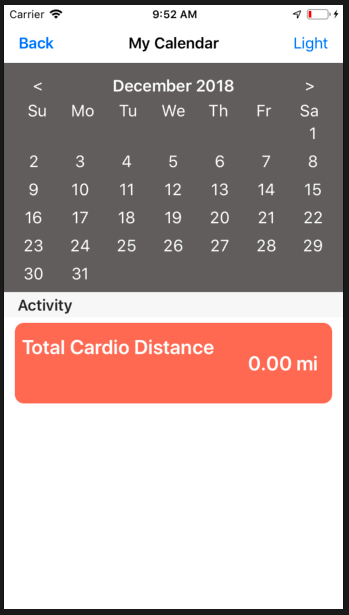 Carrier 9:52 AM
Back My Calendar Light
< December 2018 >
Su Mo Tu We Th Fr Sa
1
2 3 4 5 6 7 8
9 10 11 12 13 14 15
16 17 18 19 20 21 22
23 24 25 26 27 28 29
30 31
Activity
Total Cardio Distance
0.00 mi